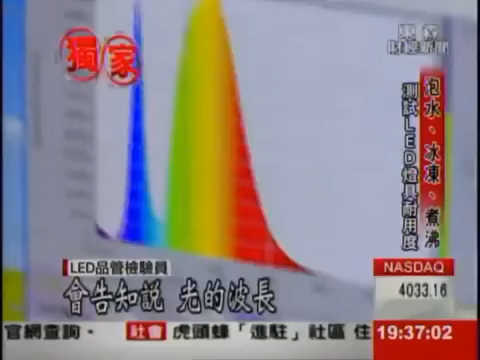 獨家
東森
財經新聞
泡水、冰凍、煮沸
測試LED燈具耐用度
LED品管檢驗員
會告知說 光的波長
NASDAQ
4033.16
官網查詢。 社會 虎頭蜂「進駐」社區 住
19:37:02